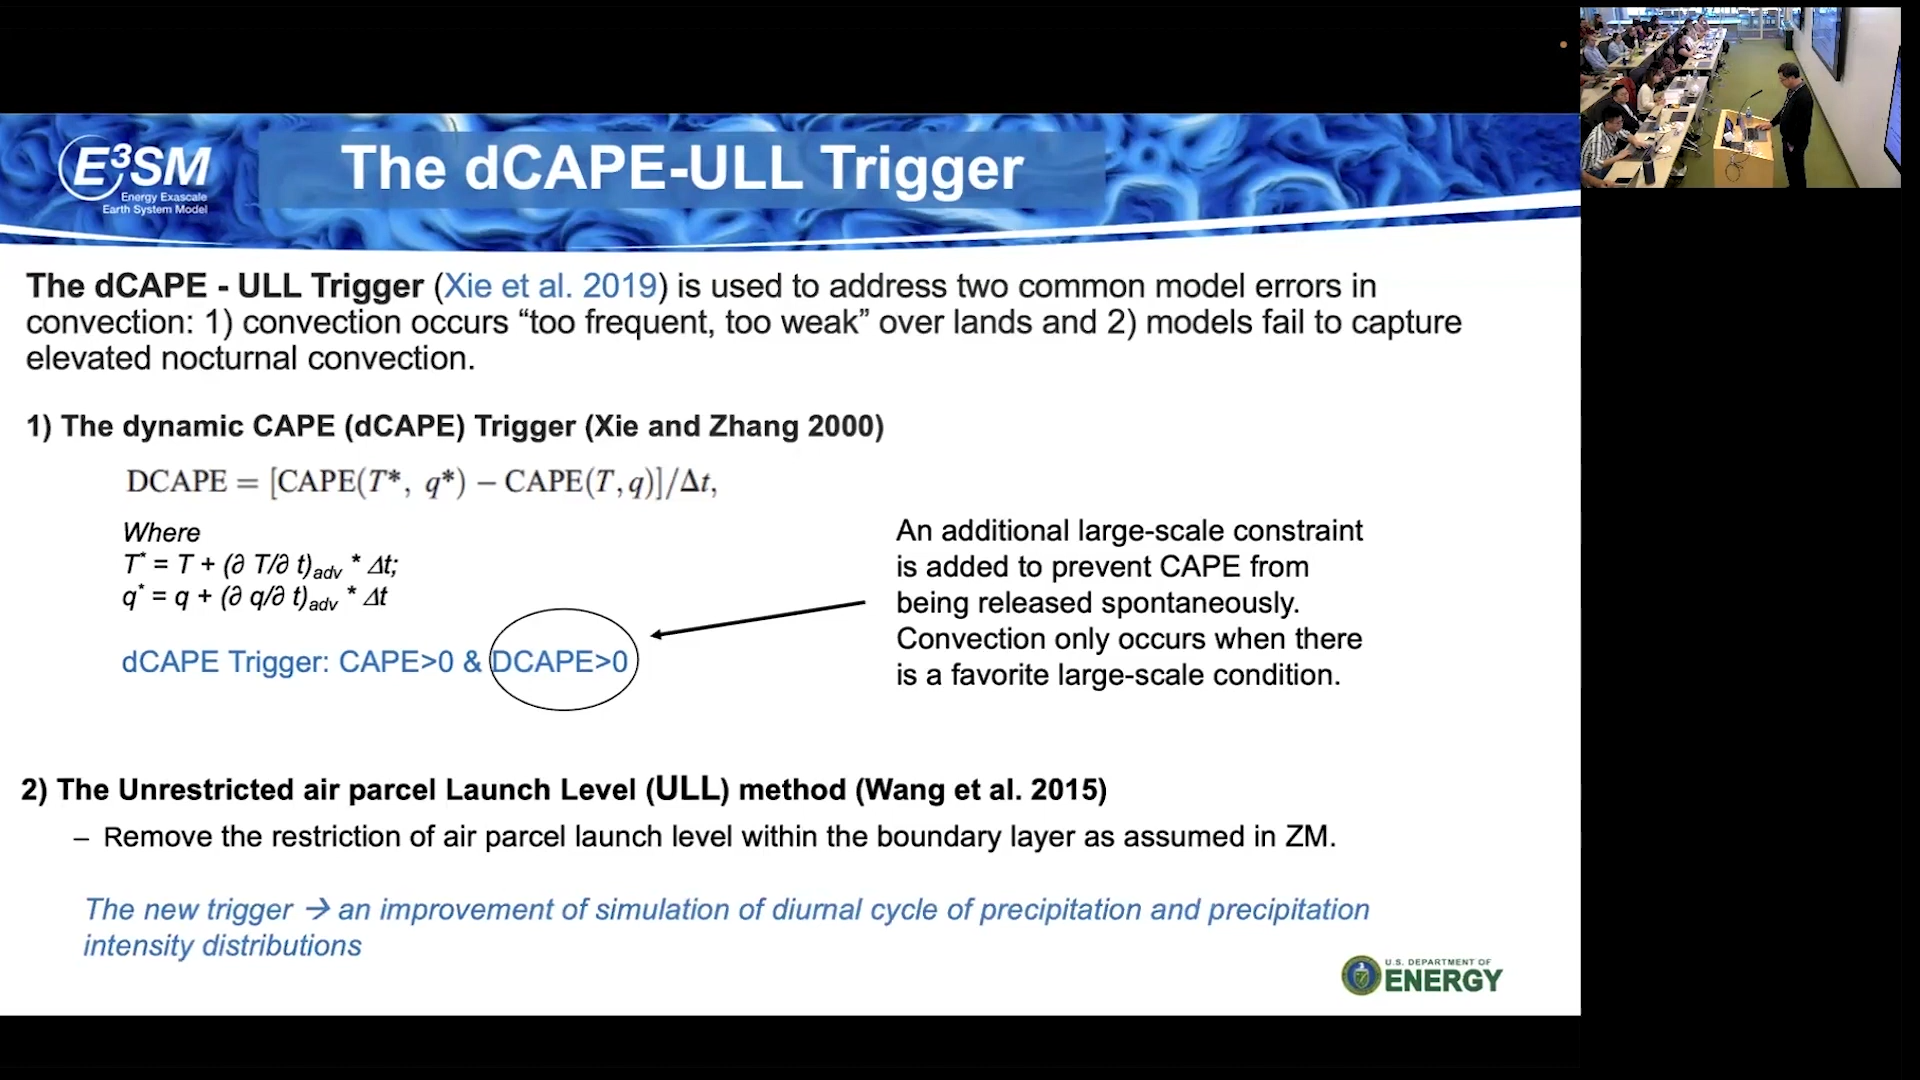 E³SM
Energy Exascale
Earth System Model
The dCAPE-ULL Trigger
The dCAPE - ULL Trigger (Xie et al. 2019) is used to address two common model errors in
convection: 1) convection occurs “too frequent, too weak” over lands and 2) models fail to capture
elevated nocturnal convection.
1) The dynamic CAPE (dCAPE) Trigger (Xie and Zhang 2000)
DCAPE = [CAPE(T*, q*) – CAPE(T,q)]/Δt,
Where
T* = T + (∂ T/∂ t)adv * Δt;
q* = q + (∂ q/∂ t)adv * Δt
dCAPE Trigger: CAPE>0 & DCAPE>0
An additional large-scale constraint
is added to prevent CAPE from
being released spontaneously.
Convection only occurs when there
is a favorite large-scale condition.
2) The Unrestricted air parcel Launch Level (ULL) method (Wang et al. 2015)
– Remove the restriction of air parcel launch level within the boundary layer as assumed in ZM.
The new trigger → an improvement of simulation of diurnal cycle of precipitation and precipitation
intensity distributions
U.S. DEPARTMENT OF
ENERGY